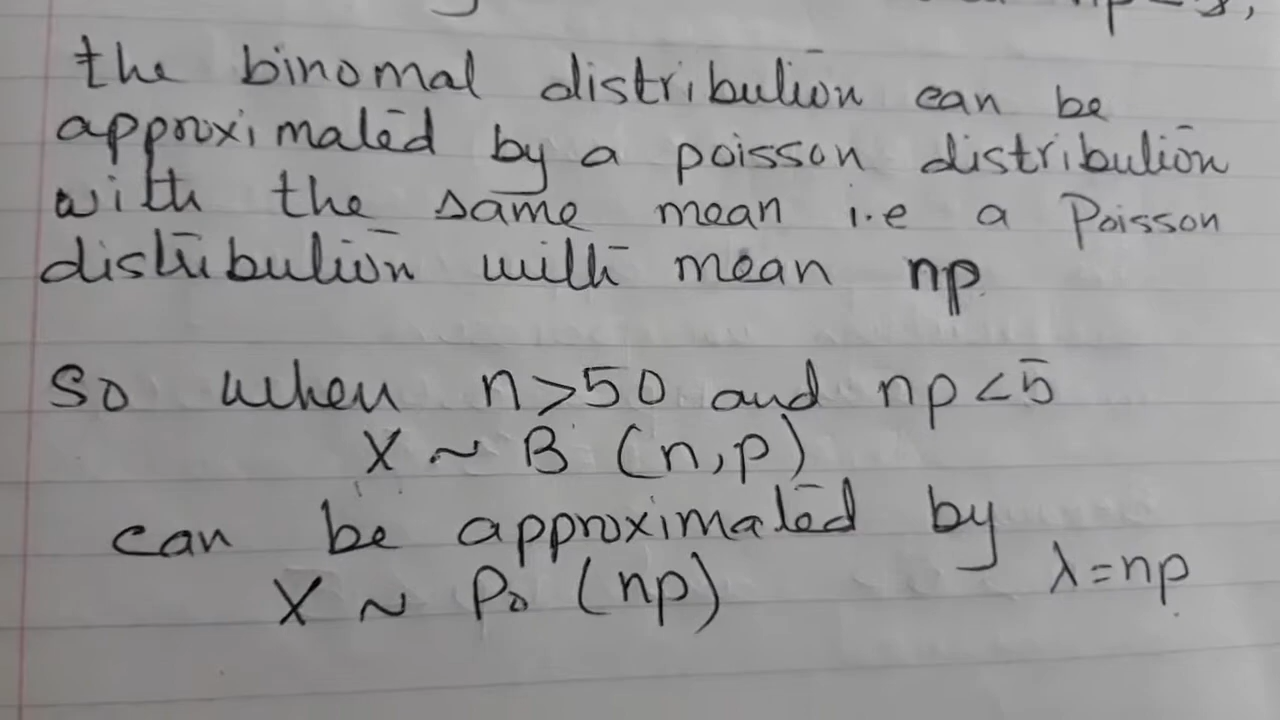 the binomal distribution can be
approximated by a poisson distribution
with the same mean i.e a Poisson
distribution with mean np
So when n>50 and np<5
X ~ B (n,p)
can be approximated by
X ~ Po (np)
λ=np